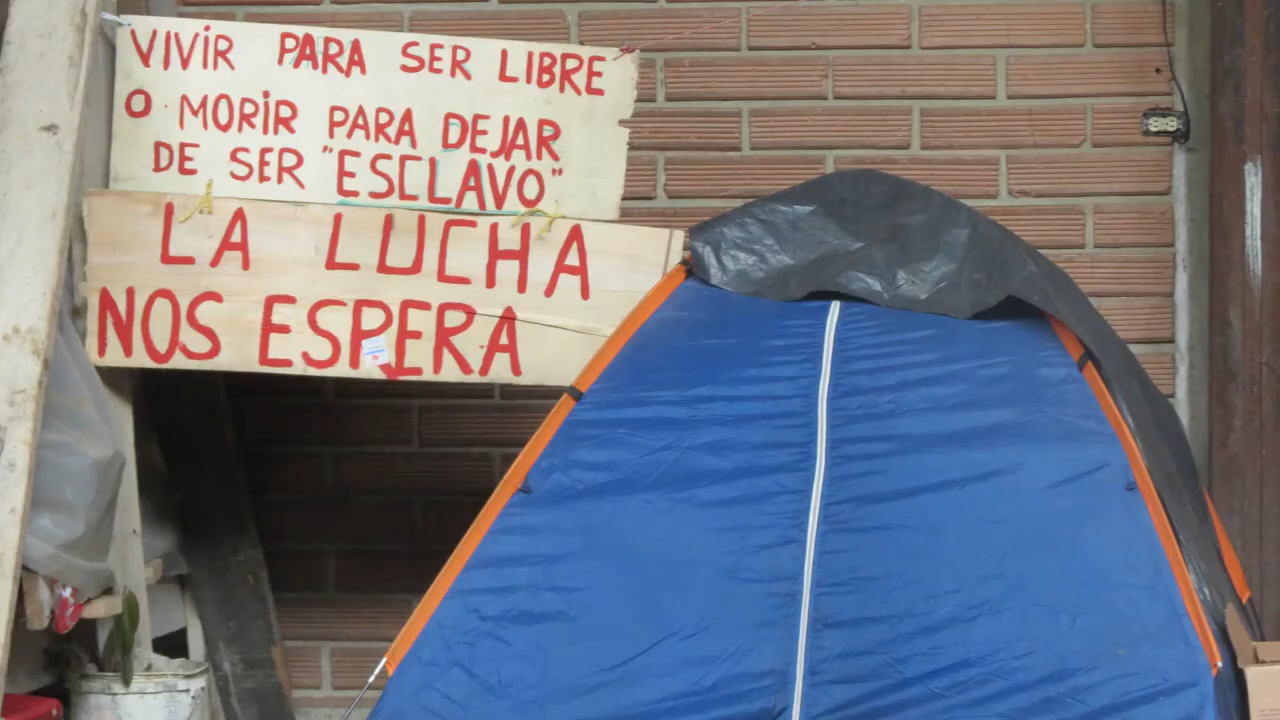 VIVIR PARA SER LIBRE
O MORIR PARA DEJAR
DE SER "ESCLAVO"
LA LUCHA
NOS ESPERA